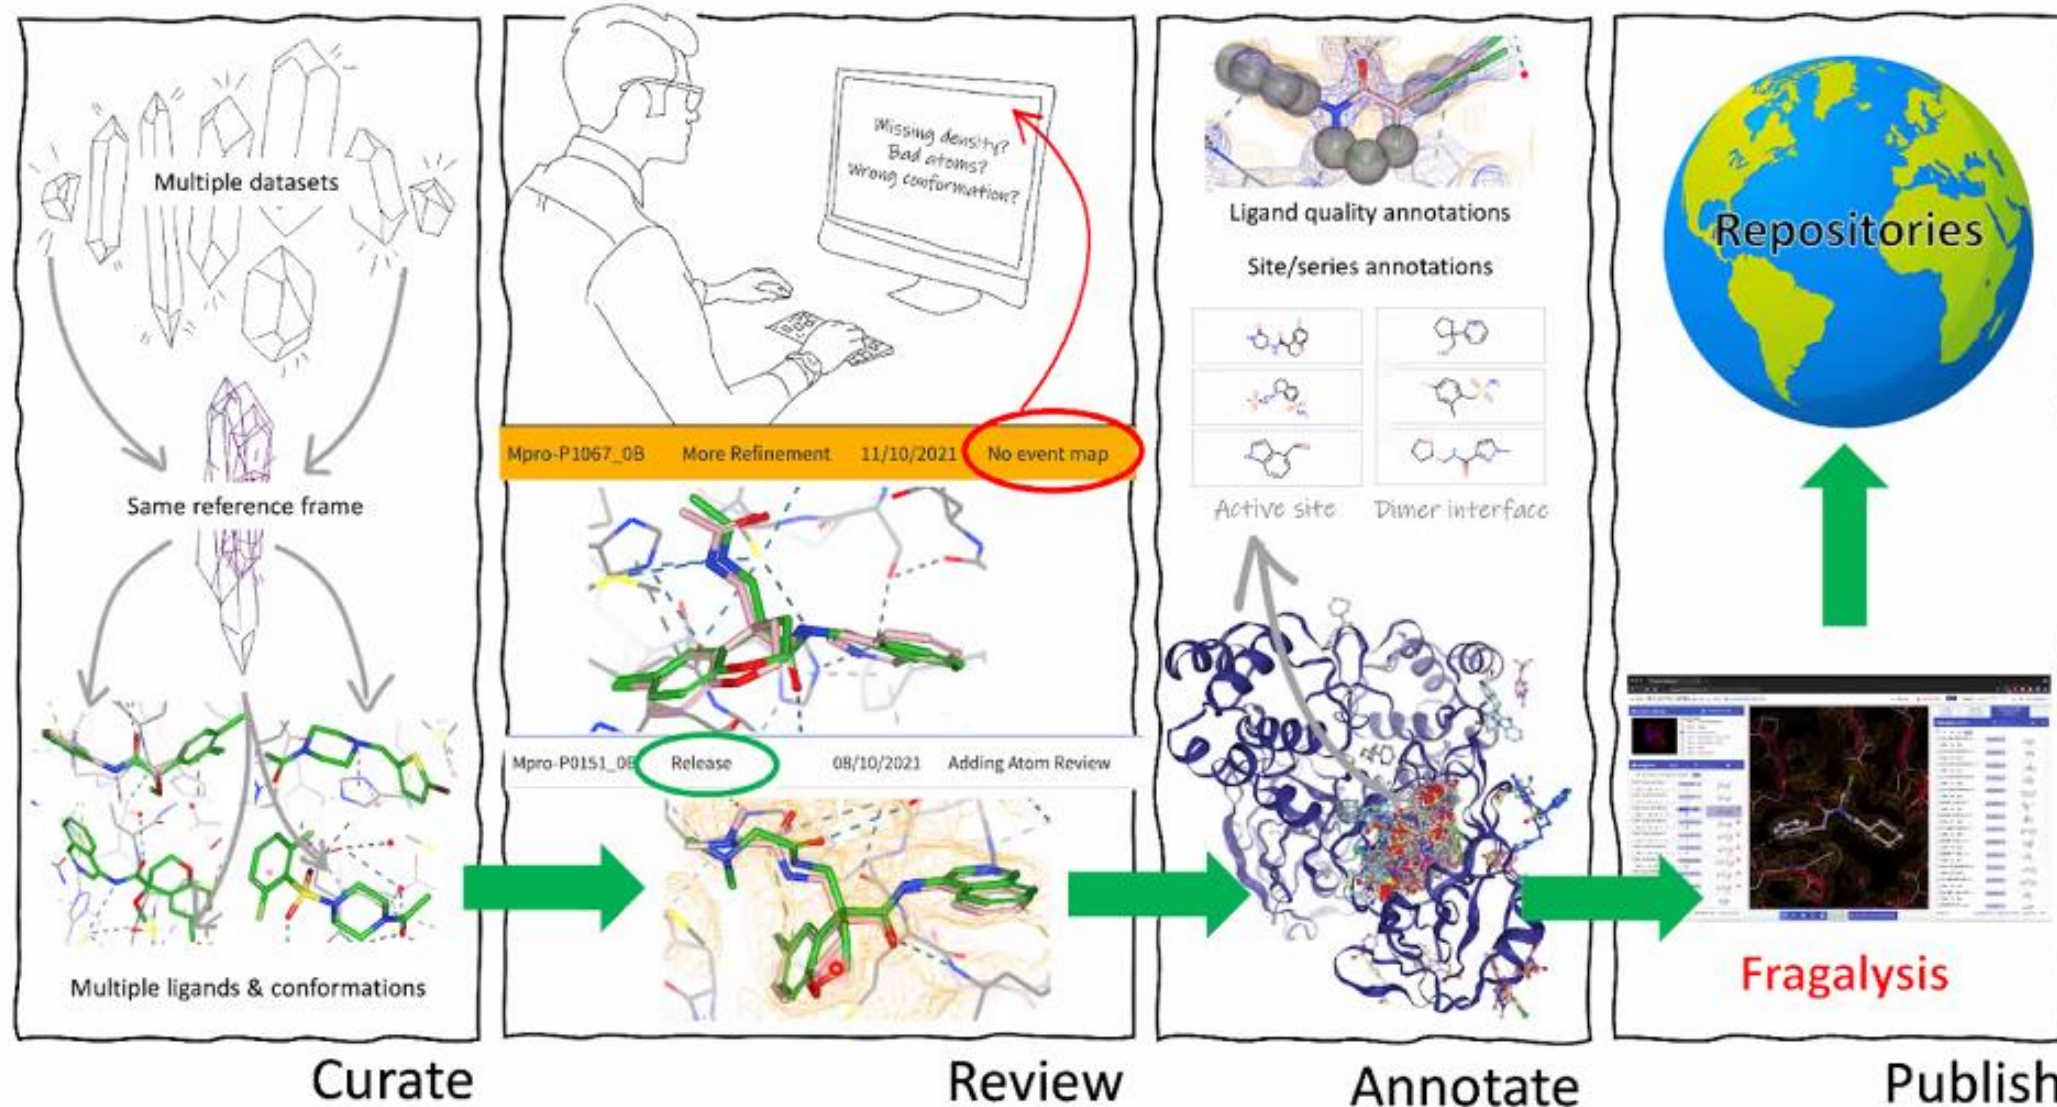 Multiple datasets
Same reference frame
Multiple ligands & conformations
Curate
Missing density?
Bad atoms?
Wrong conformation?
Mpro-P1067_0B More Refinement 11/10/2021 No event map
Mpro-P0151_0B Release 08/10/2021 Adding Atom Review
Review
Ligand quality annotations
Site/series annotations
Active site Dimer interface
Annotate
Repositories
Fragalysis
Publish